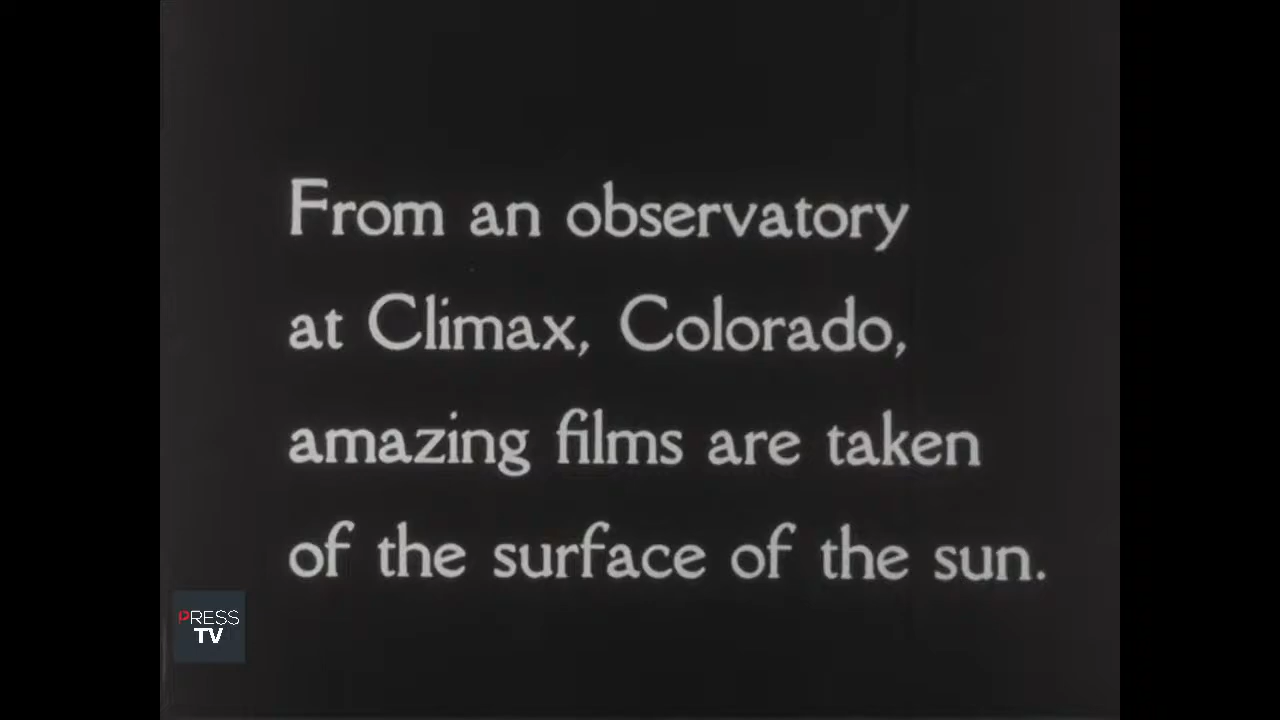 From an observatory
at Climax, Colorado,
amazing films are taken
of the surface of the sun.
PRESS
TV